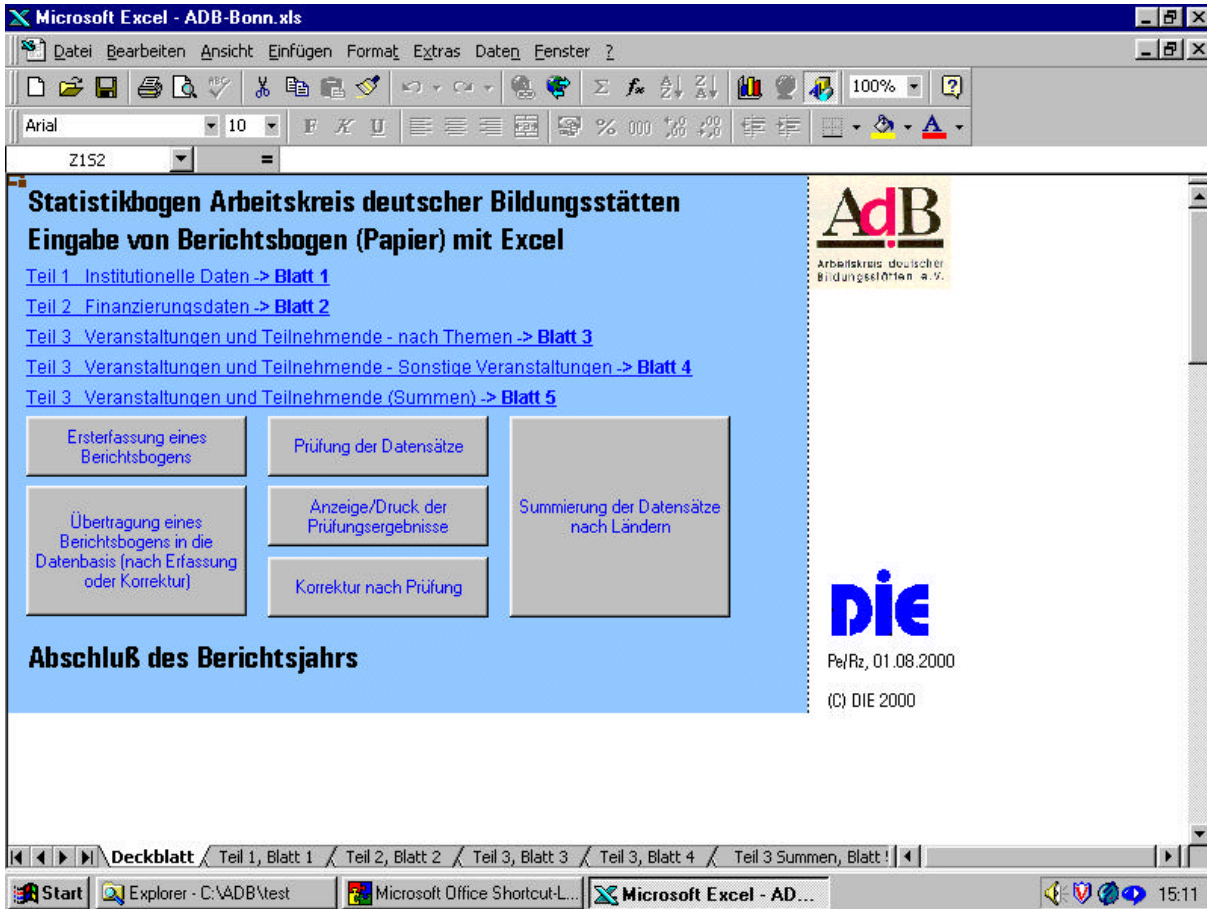 Microsoft Excel - ADB-Bonn.xls
Datei Bearbeiten Ansicht Einfügen Format Extras Daten Fenster ?
100%
Arial 10 F K U % 000
Z1S2 =
Statistikbogen Arbeitskreis deutscher Bildungsstätten
Eingabe von Berichtsbogen (Papier) mit Excel
Teil 1 Institutionelle Daten -> Blatt 1
Teil 2 Finanzierungsdaten -> Blatt 2
Teil 3 Veranstaltungen und Teilnehmende - nach Themen -> Blatt 3
Teil 3 Veranstaltungen und Teilnehmende - Sonstige Veranstaltungen -> Blatt 4
Teil 3 Veranstaltungen und Teilnehmende (Summen) -> Blatt 5
Ersterfassung eines
Berichtsbogens
Übertragung eines
Berichtsbogens in die
Datenbasis (nach Erfassung
oder Korrektur)
Prüfung der Datensätze
Anzeige/Druck der
Prüfungsergebnisse
Korrektur nach Prüfung
Summierung der Datensätze
nach Ländern
Abschluß des Berichtsjahrs
AdB
Arbeitskreis deutscher
Bildungsstätten e.V.
DIE
Pe/Rz, 01.08.2000
(C) DIE 2000
Deckblatt Teil 1, Blatt 1 Teil 2, Blatt 2 Teil 3, Blatt 3 Teil 3, Blatt 4 Teil 3 Summen, Blatt
Start Explorer - C:\ADB\test Microsoft Office Shortcut-L... Microsoft Excel - AD... 15:11